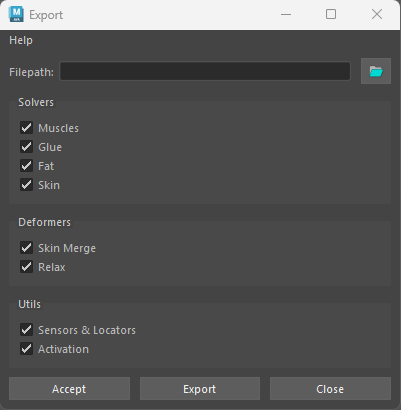 Export
Help
Filepath:
Solvers
Muscles
Glue
Fat
Skin
Deformers
Skin Merge
Relax
Utils
Sensors & Locators
Activation
Accept Export Close